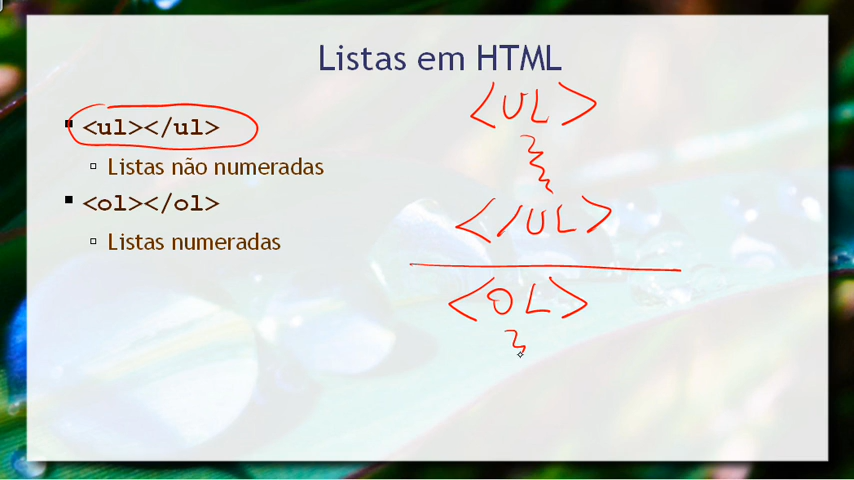 Listas em HTML
<ul></ul>
Listas não numeradas
<ol></ol>
Listas numeradas
<UL>
</UL>
<OL>